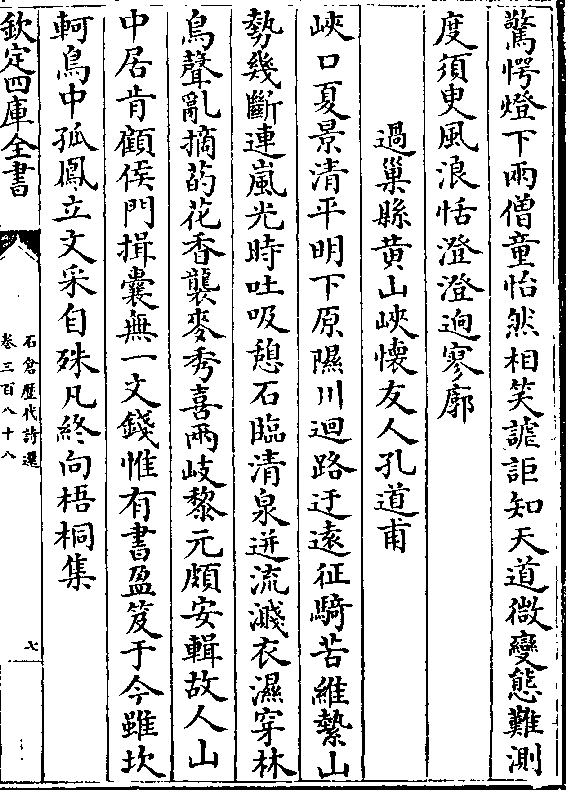 驚愕燈下兩僧童怡然相笑謔詎知天道微變態難測
度須臾風浪恬澄澄迥寥廓
過巢縣黄山峽懷友人孔道甫
峽口夏景清平明下原隰川迴路迂遠征騎苦維縶山
勢幾斷連嵐光時吐吸憩石臨清泉迸流濺衣濕穿林
鳥聲亂摘葯花香襲麥秀喜兩岐黎元頗安輯故人山
中居肯顧侯門揖囊無一文錢惟有書盈笈于今雖坎
軻鳥中孤鳳立文采自殊凡終向梧桐集
欽定四庫全書
石倉歷代詩選
卷三百八十八
七